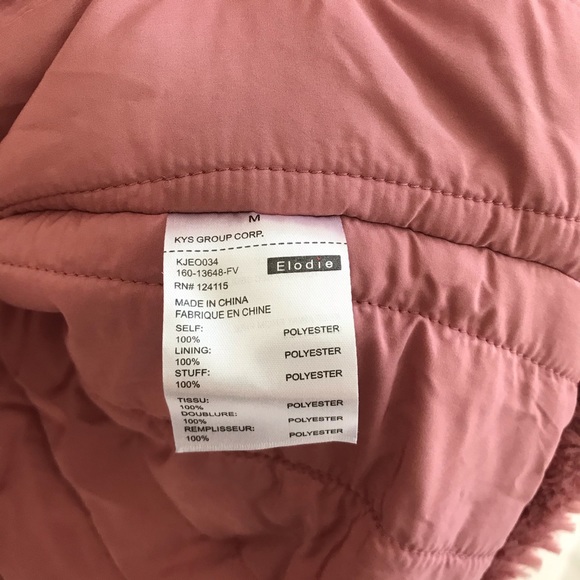 M
KYS GROUP CORP.
KJEO034
160-13648-FV
Elodie
RN# 124115
MADE IN CHINA
FABRIQUE EN CHINE
SELF:
100% POLYESTER
LINING:
100% POLYESTER
STUFF:
100% POLYESTER
TISSU:
100% POLYESTER
DOUBLURE:
100% POLYESTER
REMPLISSEUR:
100% POLYESTER